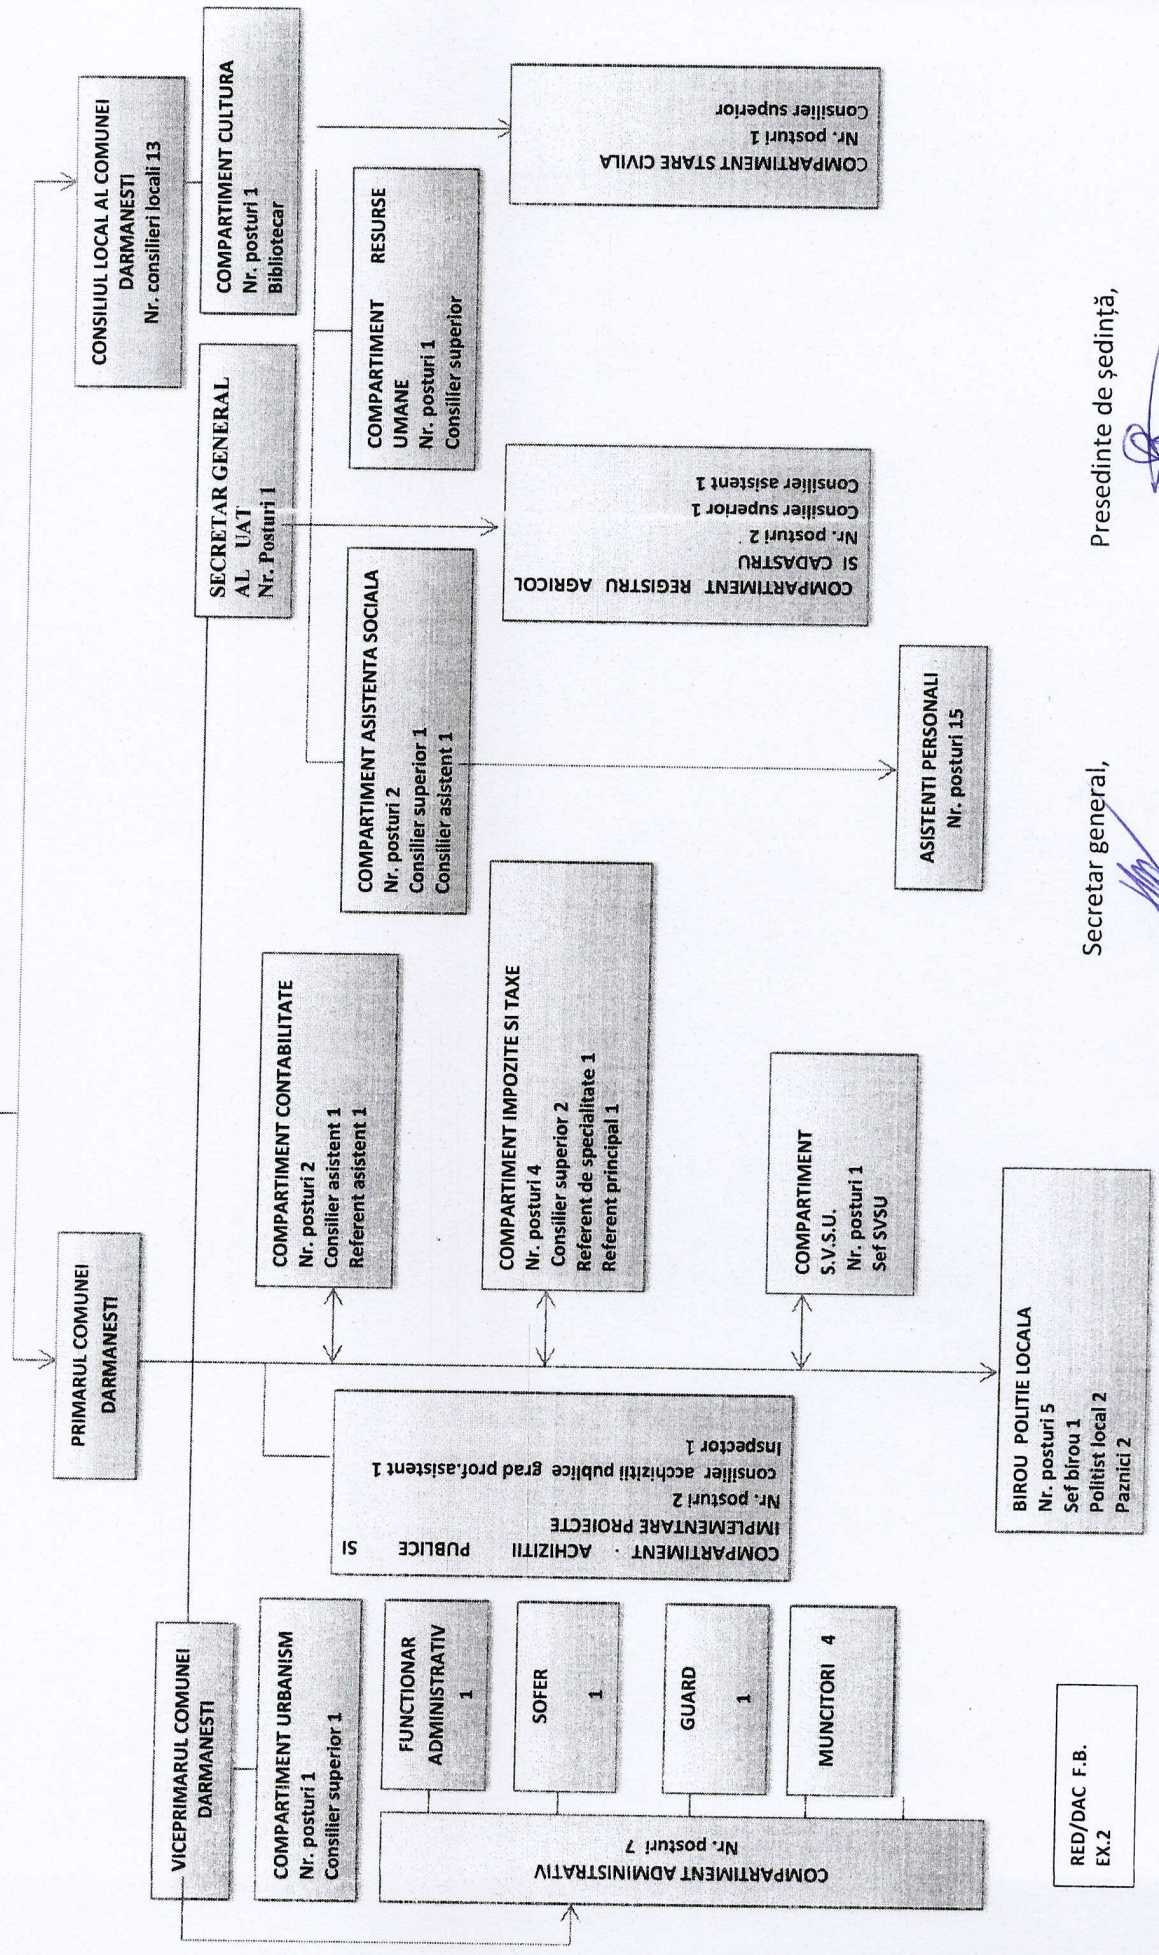 CONSILIUL LOCAL AL COMUNEI
DARMANESTI
Nr. consilieri locali 13
PRIMARUL COMUNEI
DARMANESTI
VICEPRIMARUL COMUNEI
DARMANESTI
SECRETAR GENERAL
AL UAT
Nr. Posturi 1
COMPARTIMENT CULTURA
Nr. posturi 1
Bibliotecar
COMPARTIMENT URBANISM
Nr. posturi 1
Consilier superior 1
COMPARTIMENT CONTABILITATE
Nr. posturi 2
Consilier asistent 1
Referent asistent 1
COMPARTIMENT ASISTENTA SOCIALA
Nr. posturi 2
Consilier superior 1
Consilier asistent 1
COMPARTIMENT RESURSE
UMANE
Nr. posturi 1
Consilier superior
COMPARTIMENT ADMINISTRATIV
Nr. posturi 7
FUNCTIONAR
ADMINISTRATIV
1
SOFER
1
GUARD
1
MUNCITORI 4
COMPARTIMENT · ACHIZITII PUBLICE SI
IMPLEMENTARE PROIECTE
Nr. posturi 2
consilier acchizitii publice grad prof.asistent 1
Inspector 1
COMPARTIMENT IMPOZITE SI TAXE
Nr. posturi 4
Consilier superior 2
Referent de specialitate 1
Referent principal 1
COMPARTIMENT REGISTRU AGRICOL
SI CADASTRU
Nr. posturi 2
Consilier superior 1
Consilier asistent 1
COMPARTIMENT STARE CIVILA
Nr. posturi 1
Consilier superior
COMPARTIMENT
S.V.S.U.
Nr. posturi 1
Sef SVSU
ASISTENTI PERSONALI
Nr. posturi 15
BIROU POLITIE LOCALA
Nr. posturi 5
Sef birou 1
Politist local 2
Paznici 2
RED/DAC F.B.
EX.2
Secretar general,
Presedinte de ședință,